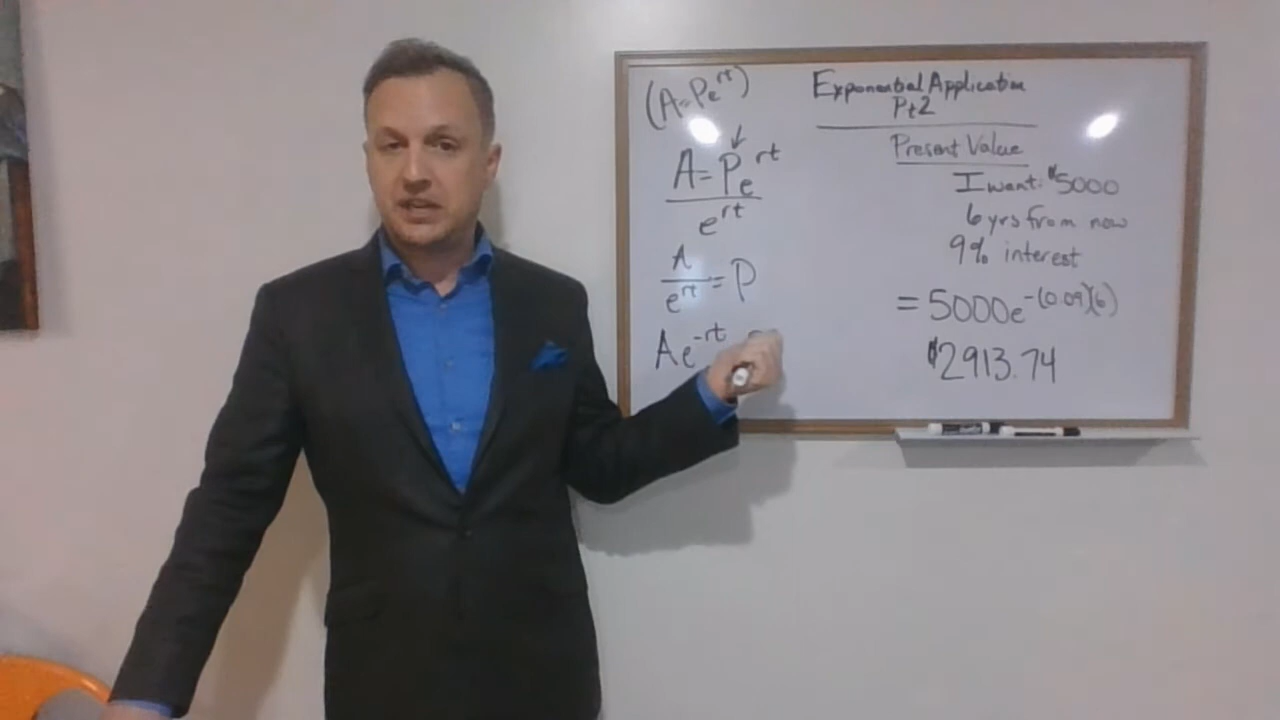 (A=Pe^rt)
A=Pe^rt
e^rt
A
e^rt = P
Ae^-rt
Exponential Application
Pt2
Present Value
I want: $5000
6 yrs from now
9% interest
= 5000e^-(0.09)(6)
$2913.74